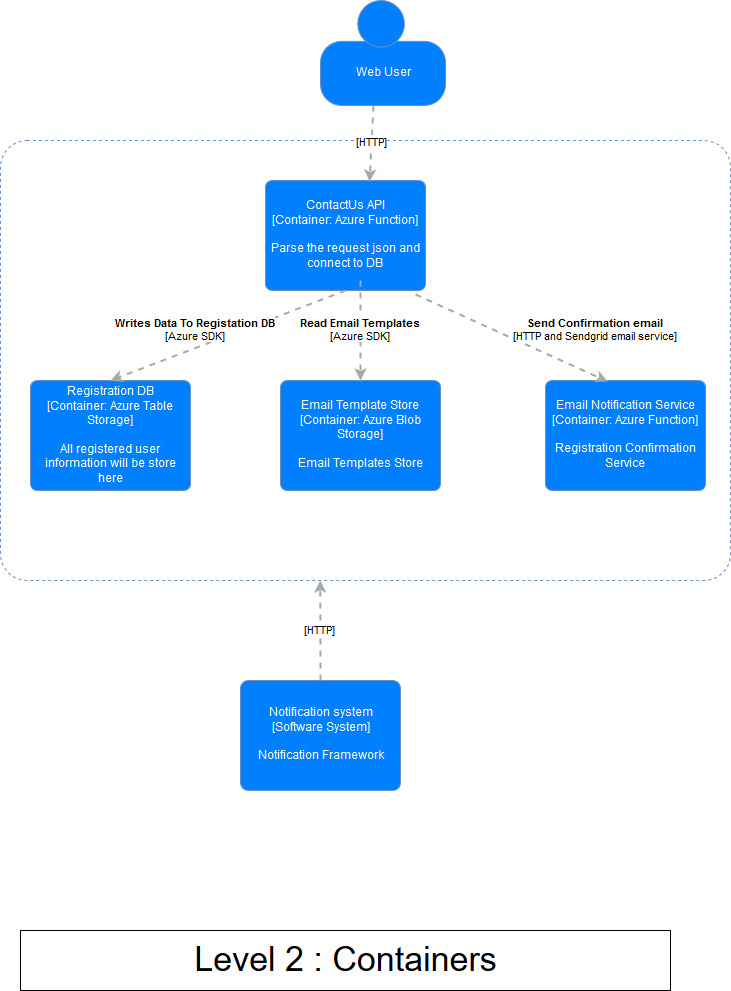 Web User
[HTTP]
ContactUs API
[Container: Azure Function]
Parse the request json and
connect to DB
Writes Data To Registation DB
[Azure SDK]
Read Email Templates
[Azure SDK]
Send Confirmation email
[HTTP and Sendgrid email service]
Registration DB
[Container: Azure Table
Storage]
All registered user
information will be store
here
Email Template Store
[Container: Azure Blob
Storage]
Email Templates Store
Email Notification Service
[Container: Azure Function]
Registration Confirmation
Service
[HTTP]
Notification system
[Software System]
Notification Framework
Level 2 : Containers